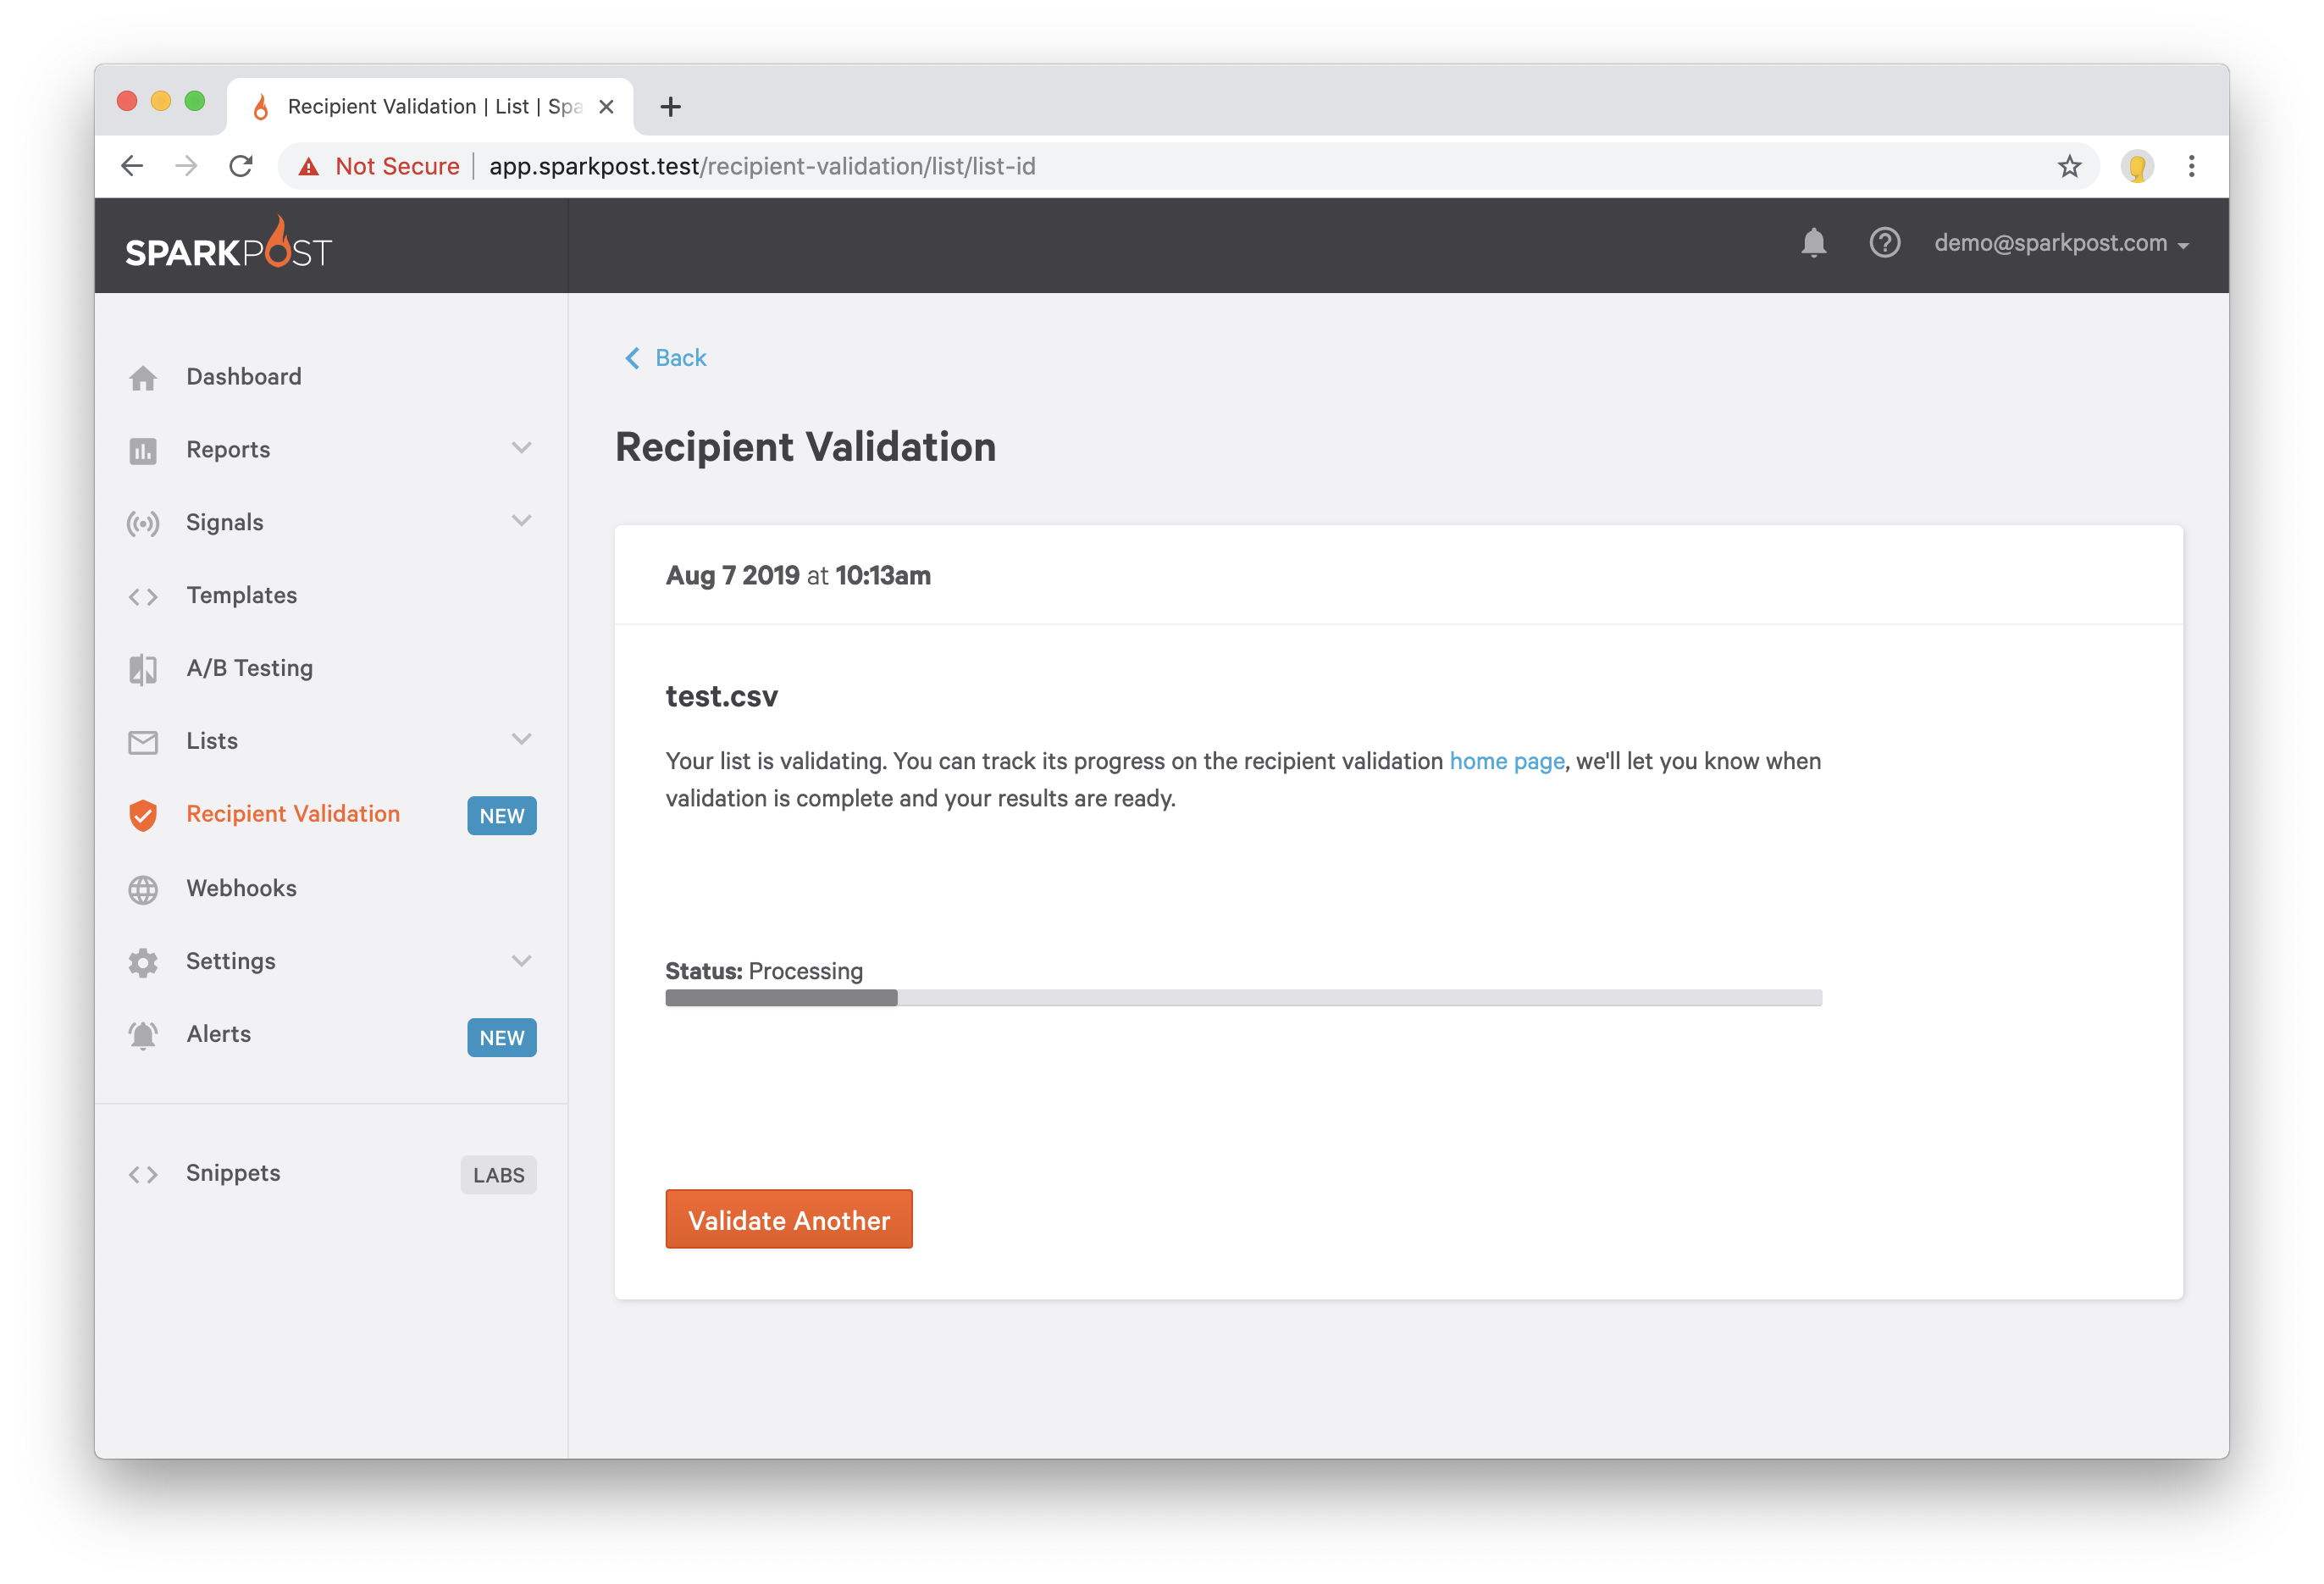 Recipient Validation | List | Spa
Not Secure app.sparkpost.test/recipient-validation/list/list-id
SPARKPOST
demo@sparkpost.com
Dashboard
Reports
Signals
Templates
A/B Testing
Lists
Recipient Validation NEW
Webhooks
Settings
Alerts NEW
Snippets LABS
Back
Recipient Validation
Aug 7 2019 at 10:13am
test.csv
Your list is validating. You can track its progress on the recipient validation home page, we'll let you know when
validation is complete and your results are ready.
Status: Processing
Validate Another